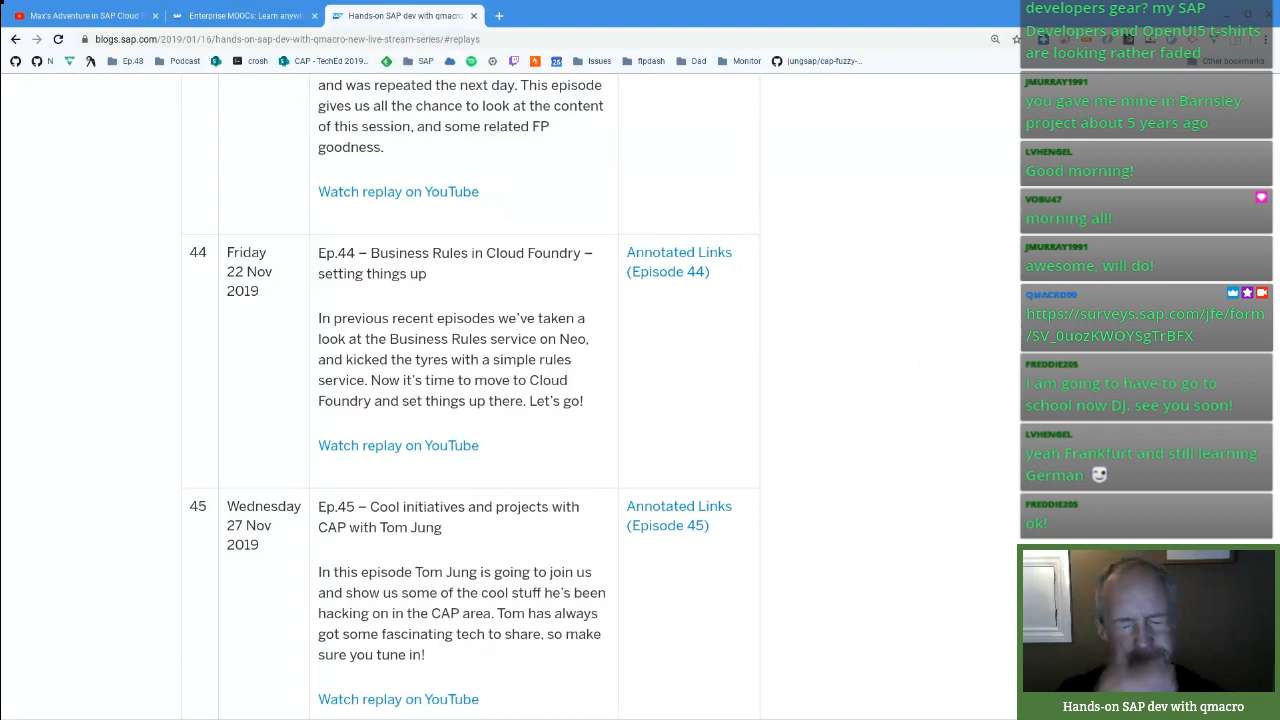 Max's Adventure in SAP Cloud B
Enterprise MOOCs: Learn anywh
Hands-on SAP dev with qmacro
blogs.sap.com/2019/01/16/hands-on-sap-dev-with-qmacro-new-live-stream-series/#replays
N
Ep.48
Podcast
crosh
CAP - TechEd 2019...
SAP
Issues
flpdash
Dad
Monitor
jungsap/cap-fuzzy-...
Other bookmarks
and was repeated the next day. This episode
gives us all the chance to look at the content
of this session, and some related FP
goodness.
Watch replay on YouTube
44
Friday
22 Nov
2019
Ep.44 – Business Rules in Cloud Foundry –
setting things up
In previous recent episodes we've taken a
look at the Business Rules service on Neo,
and kicked the tyres with a simple rules
service. Now it's time to move to Cloud
Foundry and set things up there. Let's go!
Watch replay on YouTube
Annotated Links
(Episode 44)
45
Wednesday
27 Nov
2019
Ep.45 – Cool initiatives and projects with
CAP with Tom Jung
In this episode Tom Jung is going to join us
and show us some of the cool stuff he's been
hacking on in the CAP area. Tom has always
got some fascinating tech to share, so make
sure you tune in!
Watch replay on YouTube
Annotated Links
(Episode 45)
developers gear? my SAP
Developers and OpenUI5 t-shirts
are looking rather faded
JMURRAY1991
you gave me mine in Barnsley
project about 5 years ago
LVHENGEL
Good morning!
VOBU47
morning all!
JMURRAY1991
awesome, will do!
QMACRO99
https://surveys.sap.com/jfe/form
/SV_0uozKWOYSgTrBFX
FREDDIE205
I am going to have to go to
school now DJ, see you soon!
LVHENGEL
yeah Frankfurt and still learning
German
FREDDIE205
ok!
Hands-on SAP dev with qmacro